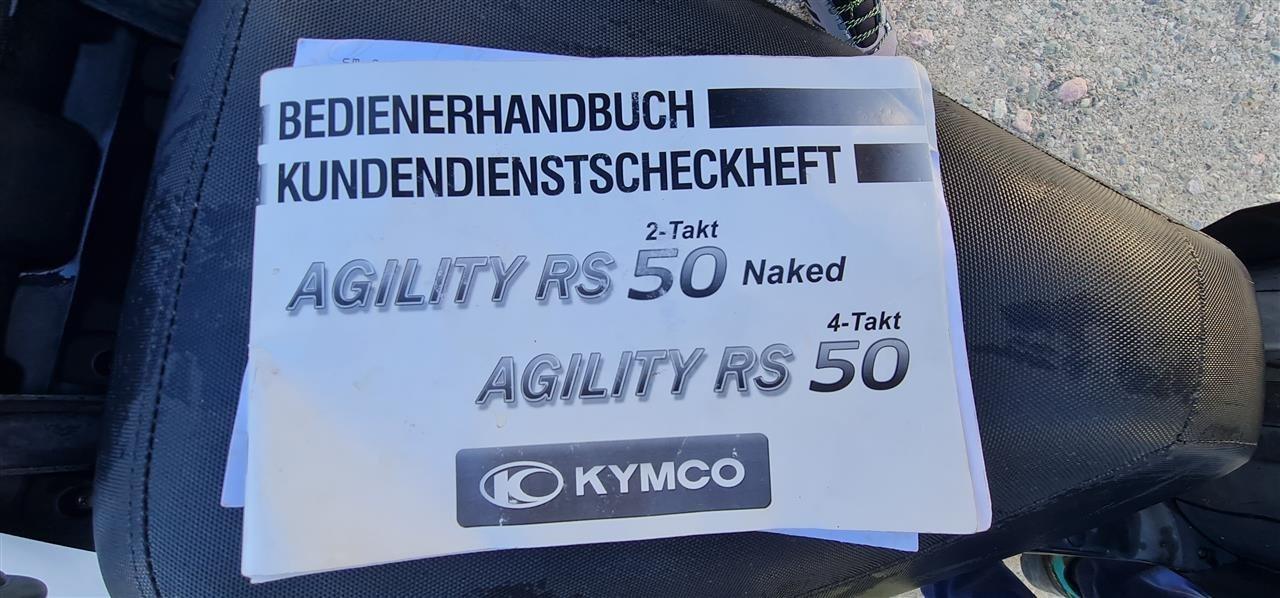 BEDIENERHANDBUCH
KUNDENDIENSTSCHECKHEFT
2-Takt
AGILITY RS 50 Naked
4-Takt
AGILITY RS 50
KYMCO